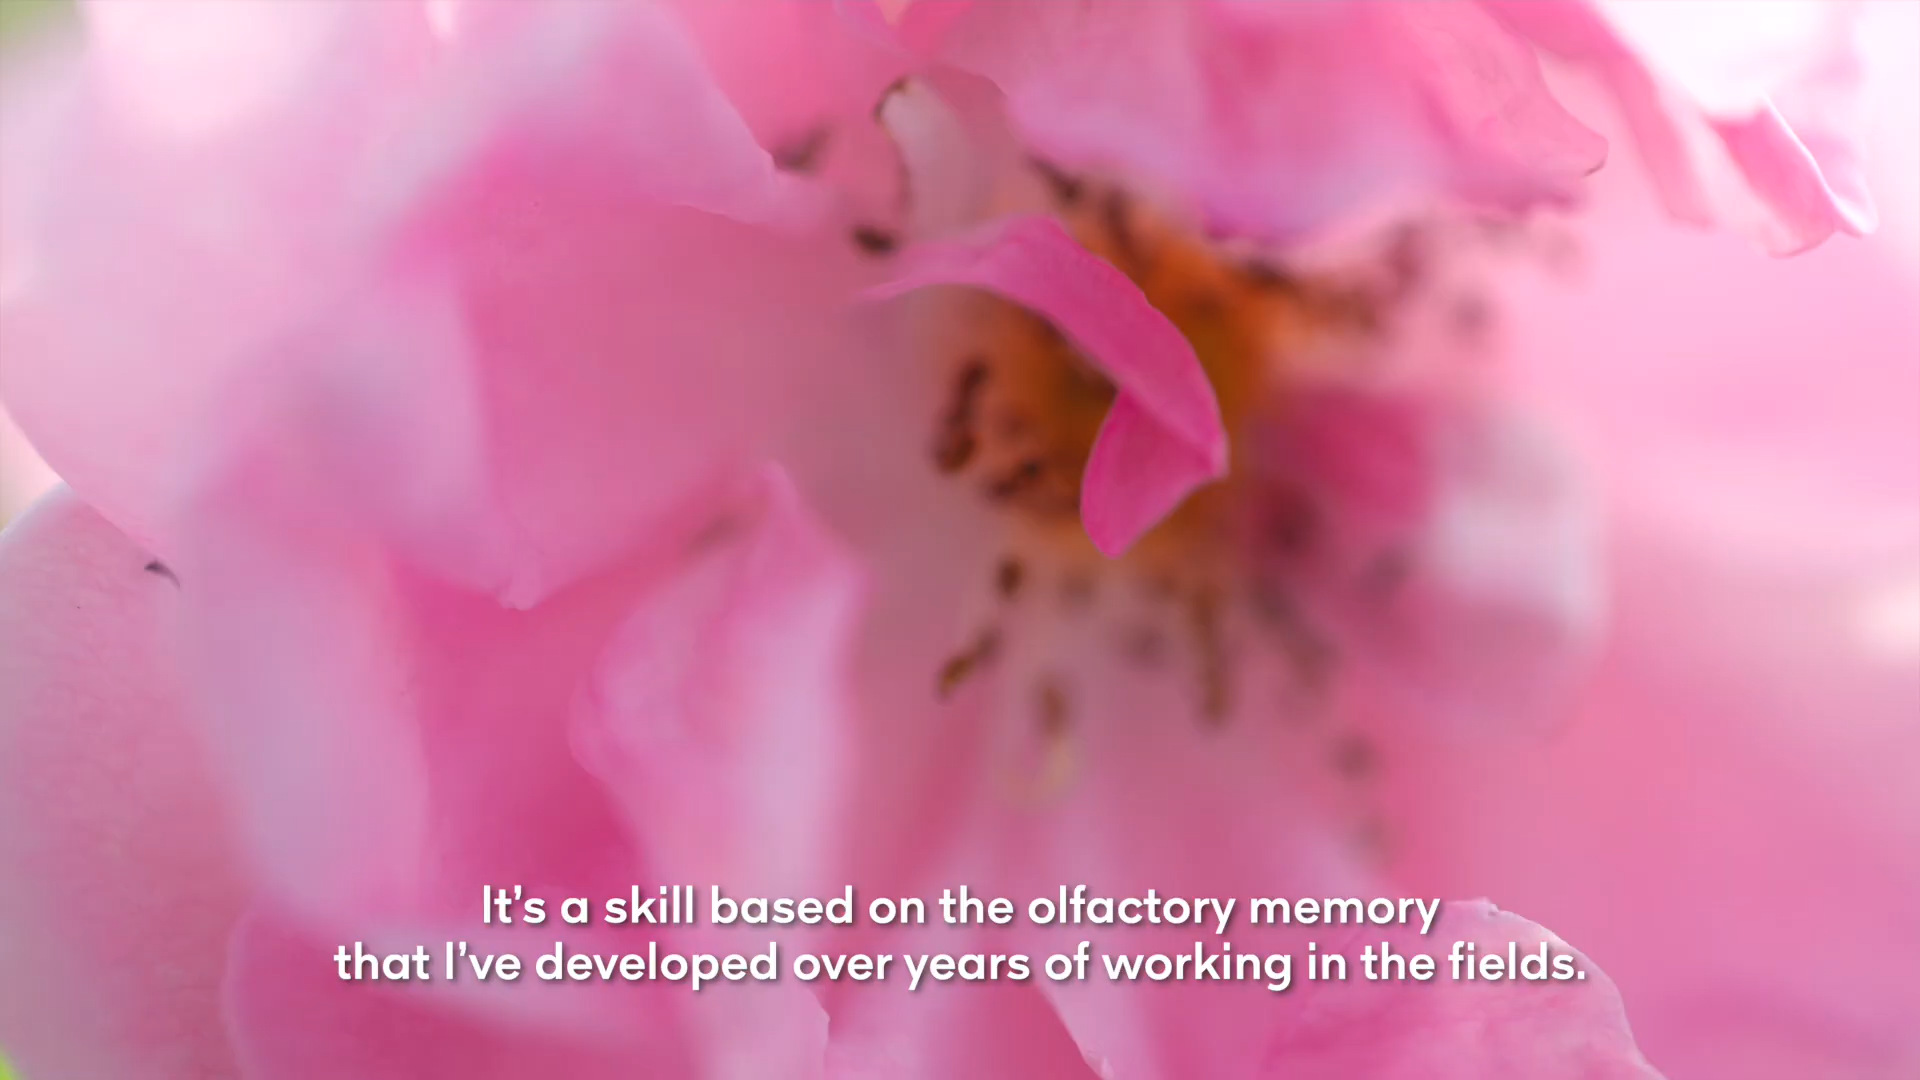 It’s a skill based on the olfactory memory
that I’ve developed over years of working in the fields.